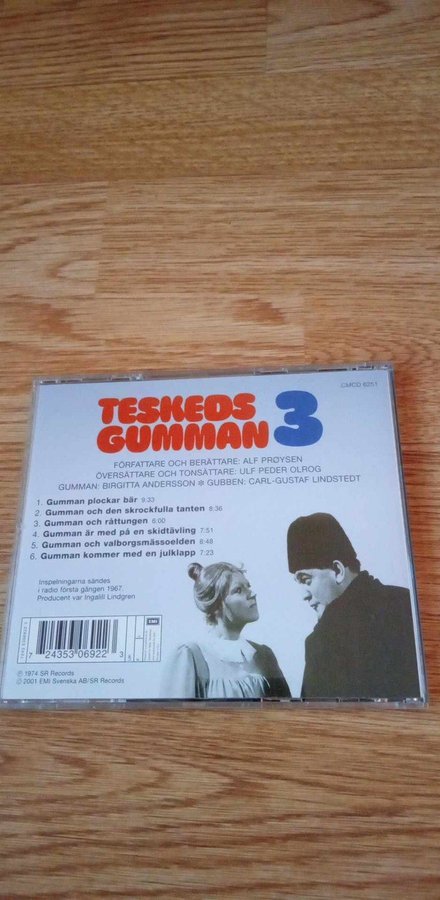 CMCD 6251
TESKEDS
GUMMAN 3
FÖRFATTARE OCH BERÄTTARE: ALF PRØYSEN
ÖVERSÄTTARE OCH TONSÄTTARE: ULF PEDER OLROG
GUMMAN: BIRGITTA ANDERSSON ✻ GUBBEN: CARL-GUSTAF LINDSTEDT
1. Gumman plockar bär 9:33
2. Gumman och den skrockfulla tanten 8:36
3. Gumman och råttungen 6:00
4. Gumman är med på en skidtävling 7:51
5. Gumman och valborgsmässoelden 8:48
6. Gumman kommer med en julklapp 7:23
Inspelningarna sändes
i radio första gången 1967.
Producent var Ingalill Lindgren
EMI
7 24353 06922 3
℗ 1974 SR Records
© 2001 EMI Svenska AB/SR Records